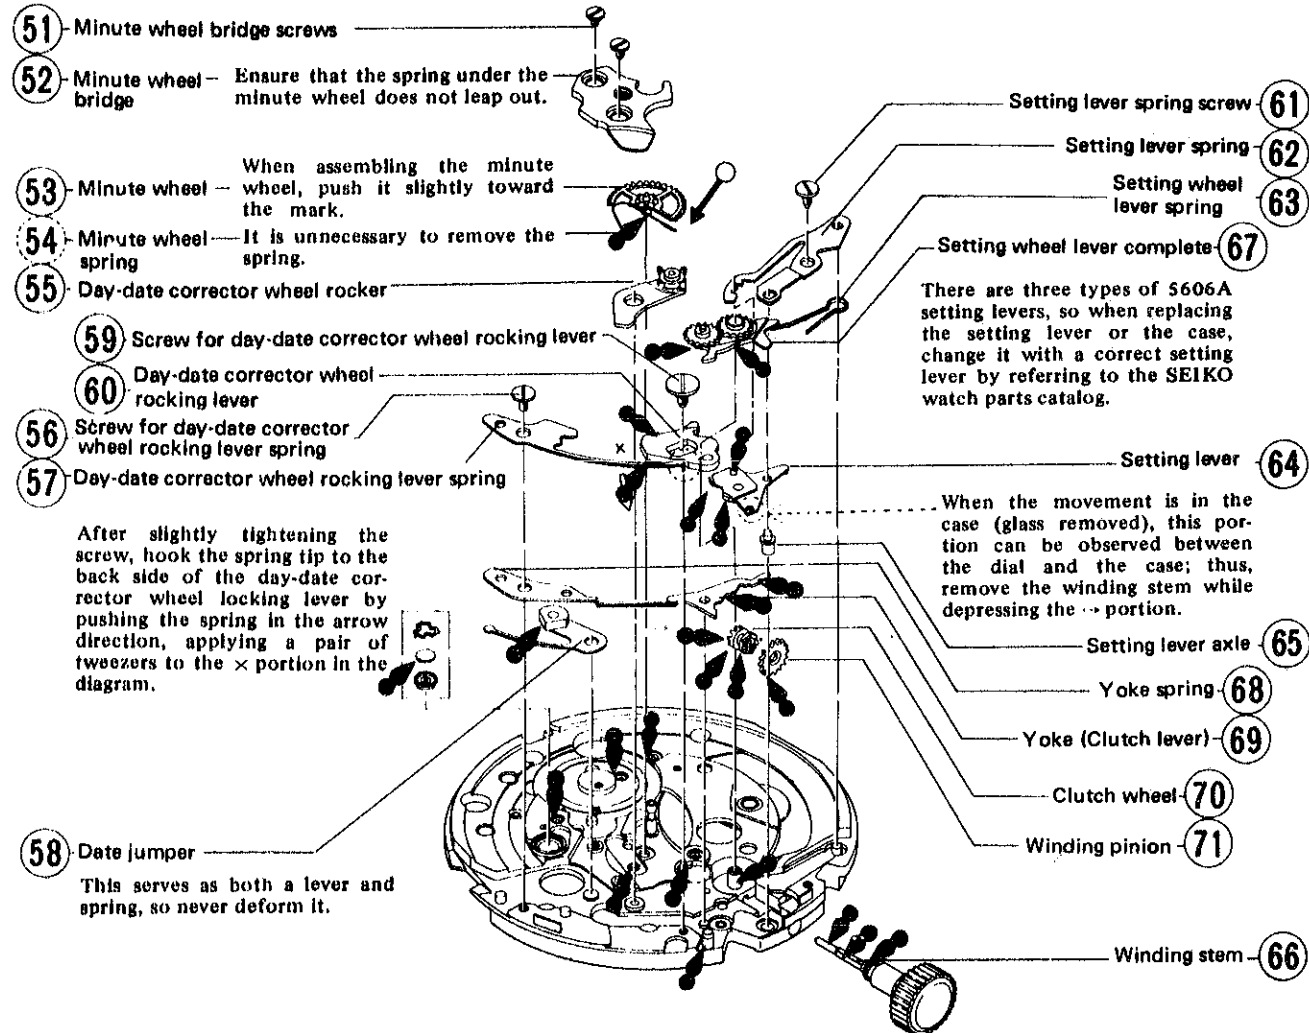 51 Minute wheel bridge screws
52 Minute wheel bridge
Ensure that the spring under the
minute wheel does not leap out.
53 Minute wheel
When assembling the minute
wheel, push it slightly toward
the mark.
54 Minute wheel
spring
It is unnecessary to remove the
spring.
55 Day-date corrector wheel rocker
59 Screw for day-date corrector wheel rocking lever
60 Day-date corrector wheel
rocking lever
56 Screw for day-date corrector
wheel rocking lever spring
×
57 Day-date corrector wheel rocking lever spring
After slightly tightening the
screw, hook the spring tip to the
back side of the day-date cor-
rector wheel locking lever by
pushing the spring in the arrow
direction, applying a pair of
tweezers to the × portion in the
diagram.
58 Date jumper
This serves as both a lever and
spring, so never deform it.
Setting lever spring screw 61
Setting lever spring 62
Setting wheel
lever spring 63
Setting wheel lever complete 67
There are three types of 5606A
setting levers, so when replacing
the setting lever or the case,
change it with a correct setting
lever by referring to the SEIKO
watch parts catalog.
Setting lever 64
When the movement is in the
case (glass removed), this por-
tion can be observed between
the dial and the case; thus,
remove the winding stem while
depressing the ⇢ portion.
Setting lever axle 65
Yoke spring 68
Yoke (Clutch lever) 69
Clutch wheel 70
Winding pinion 71
Winding stem 66